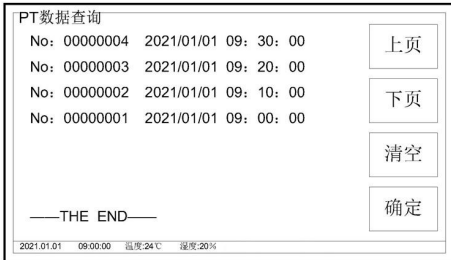 PT数据查询
No：00000004 2021/01/01 09：30：00
No：00000003 2021/01/01 09：20：00
No：00000002 2021/01/01 09：10：00
No：00000001 2021/01/01 09：00：00
——THE END——
上页
下页
清空
确定
2021.01.01 09:00:00 温度:24℃ 湿度:20%